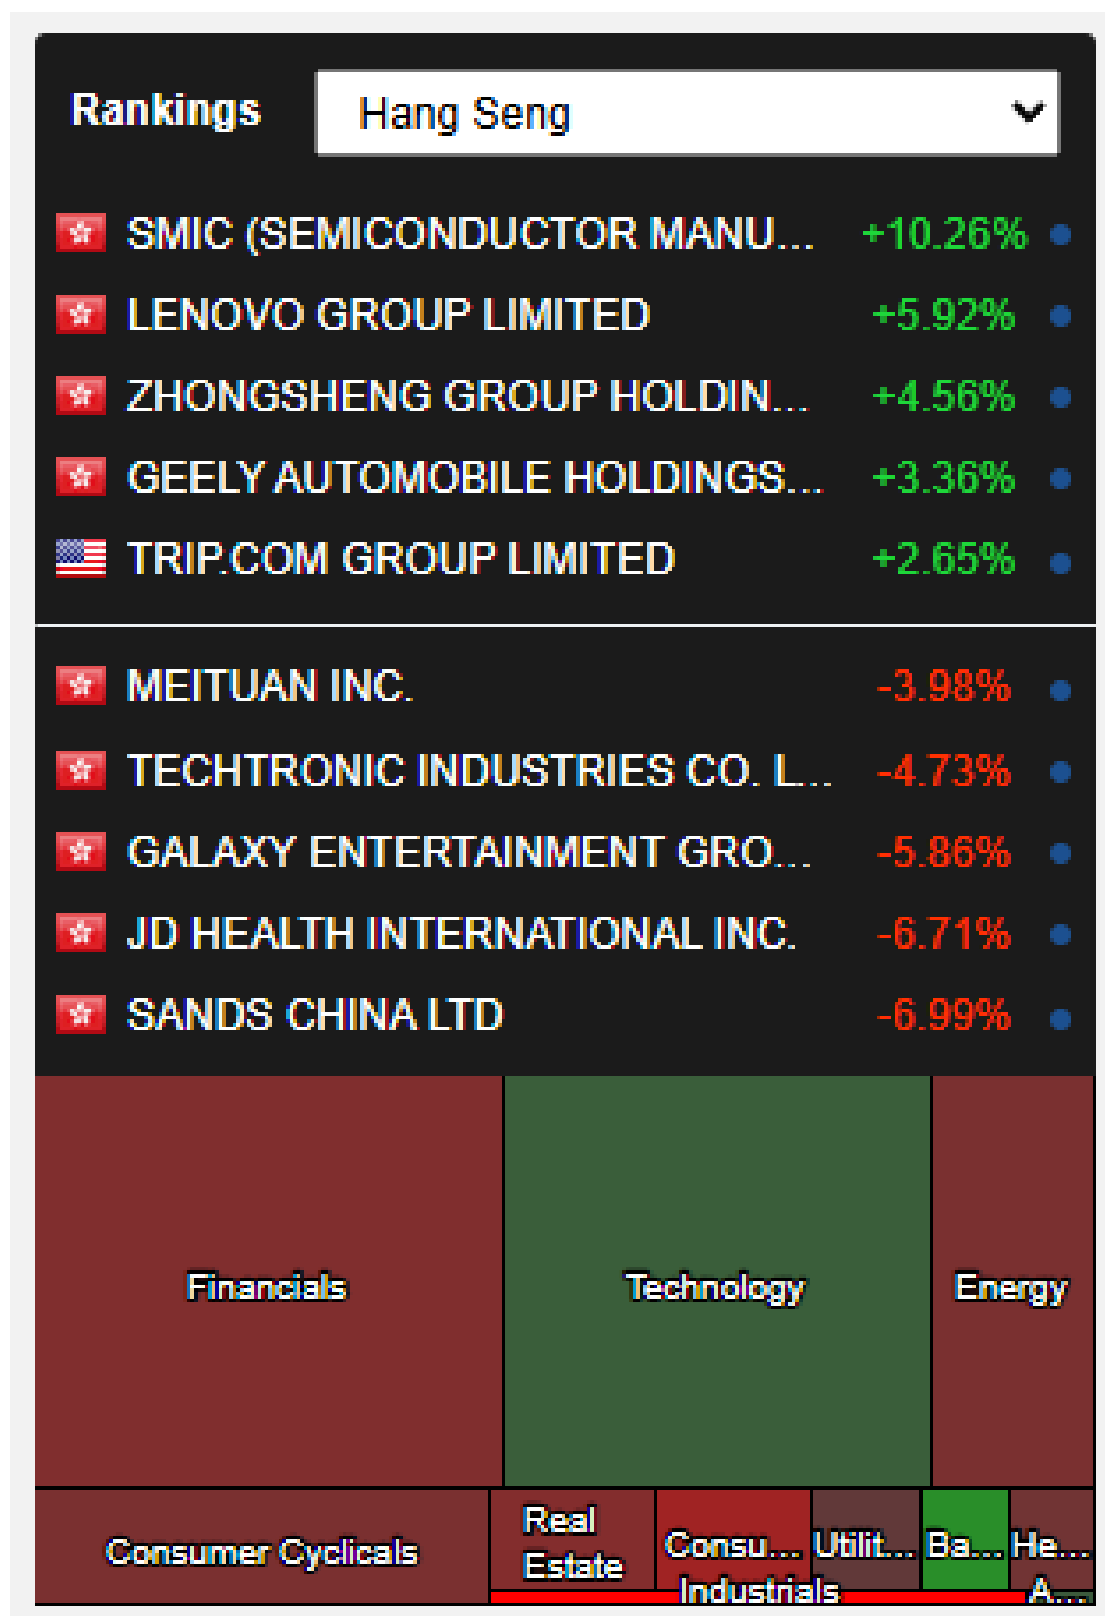 Rankings Hang Seng
SMIC (SEMICONDUCTOR MANU... +10.26%
LENOVO GROUP LIMITED +5.92%
ZHONGSHENG GROUP HOLDIN... +4.56%
GEELY AUTOMOBILE HOLDINGS... +3.36%
TRIP.COM GROUP LIMITED +2.65%
MEITUAN INC. -3.98%
TECHTRONIC INDUSTRIES CO. L... -4.73%
GALAXY ENTERTAINMENT GRO... -5.86%
JD HEALTH INTERNATIONAL INC. -6.71%
SANDS CHINA LTD -6.99%
Financials Technology Energy
Consumer Cyclicals
Real
Estate
Consu... Utilit... Ba... He...
Industrials A...